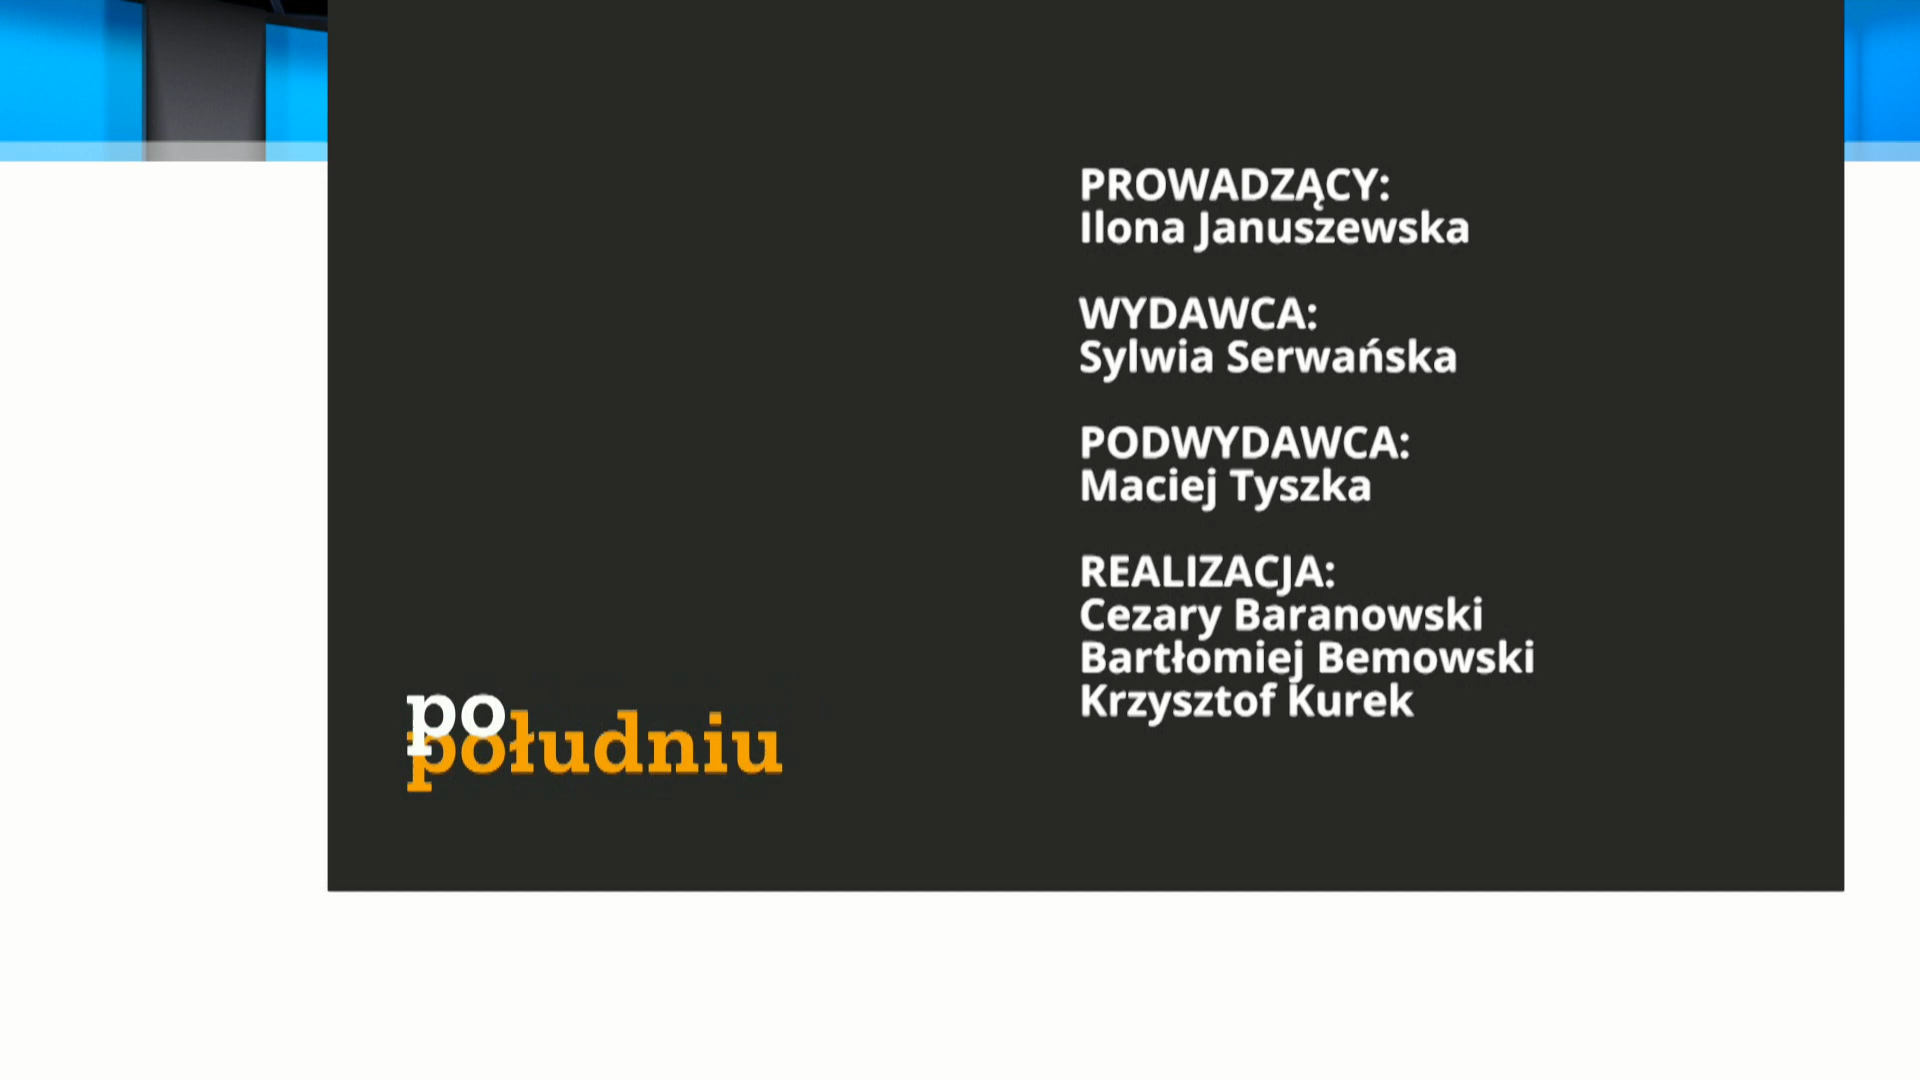 PROWADZĄCY:
Ilona Januszewska
WYDAWCA:
Sylwia Serwańska
PODWYDAWCA:
Maciej Tyszka
REALIZACJA:
Cezary Baranowski
Bartłomiej Bemowski
Krzysztof Kurek
po
południu